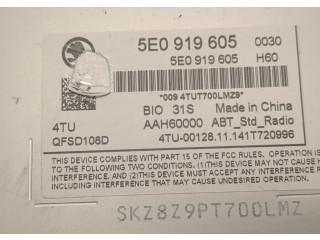 5E0 919 605 0030
5E0 919 605 H60
*009 4TUT700LMZ9*
BIO 31S Made in China
4TU AAH60000 ABT_Std_Radio
QFSD108D 4TU-00128.11.141T720996
THIS DEVICE COMPLIES WITH PART 15 OF THE FCC RULES. OPERATION IS
TO THE FOLLOWING TWO CONDITIONS. (1)THIS DEVICE MAY NOT CAUSE H
INTERFERENCE AND (2)THIS DEVICE MUST ACCEPT ANY INTERFER
RECEIVED INCLUDING INTERFERENCE THAT MAY CAUSE UNDESIRED OPERATION.
SKZ8Z9PT700LMZ